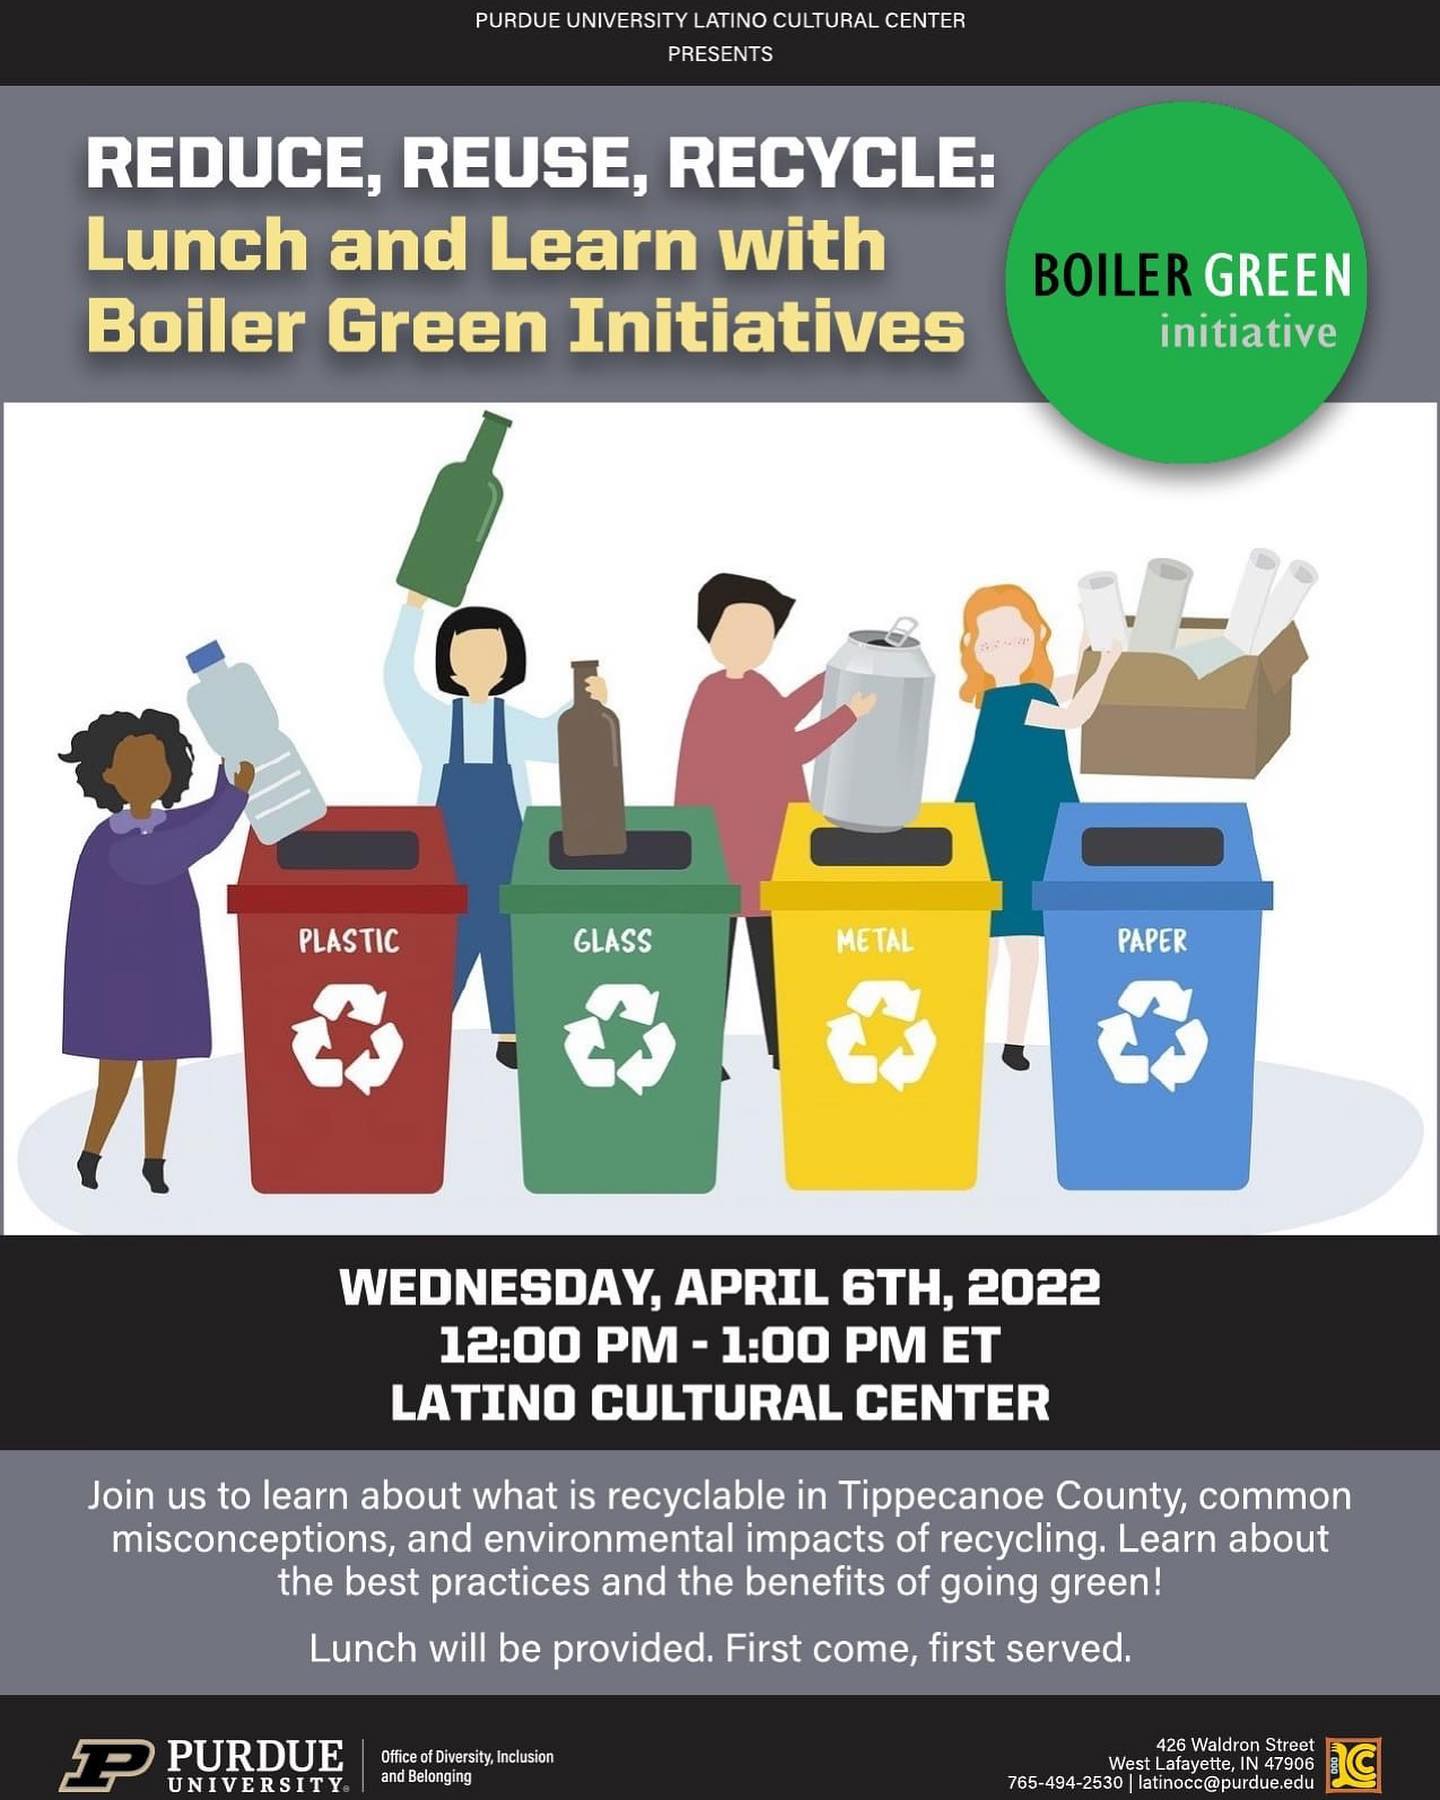 PURDUE UNIVERSITY LATINO CULTURAL CENTER
PRESENTS
REDUCE, REUSE, RECYCLE:
Lunch and Learn with
Boiler Green Initiatives
BOILER GREEN
initiative
PLASTIC
GLASS
METAL
PAPER
WEDNESDAY, APRIL 6TH, 2022
12:00 PM - 1:00 PM ET
LATINO CULTURAL CENTER
Join us to learn about what is recyclable in Tippecanoe County, common
misconceptions, and environmental impacts of recycling. Learn about
the best practices and the benefits of going green!
Lunch will be provided. First come, first served.
P PURDUE
UNIVERSITY®
Office of Diversity, Inclusion
and Belonging
426 Waldron Street
West Lafayette, IN 47906
765-494-2530 | latinocc@purdue.edu
LCC